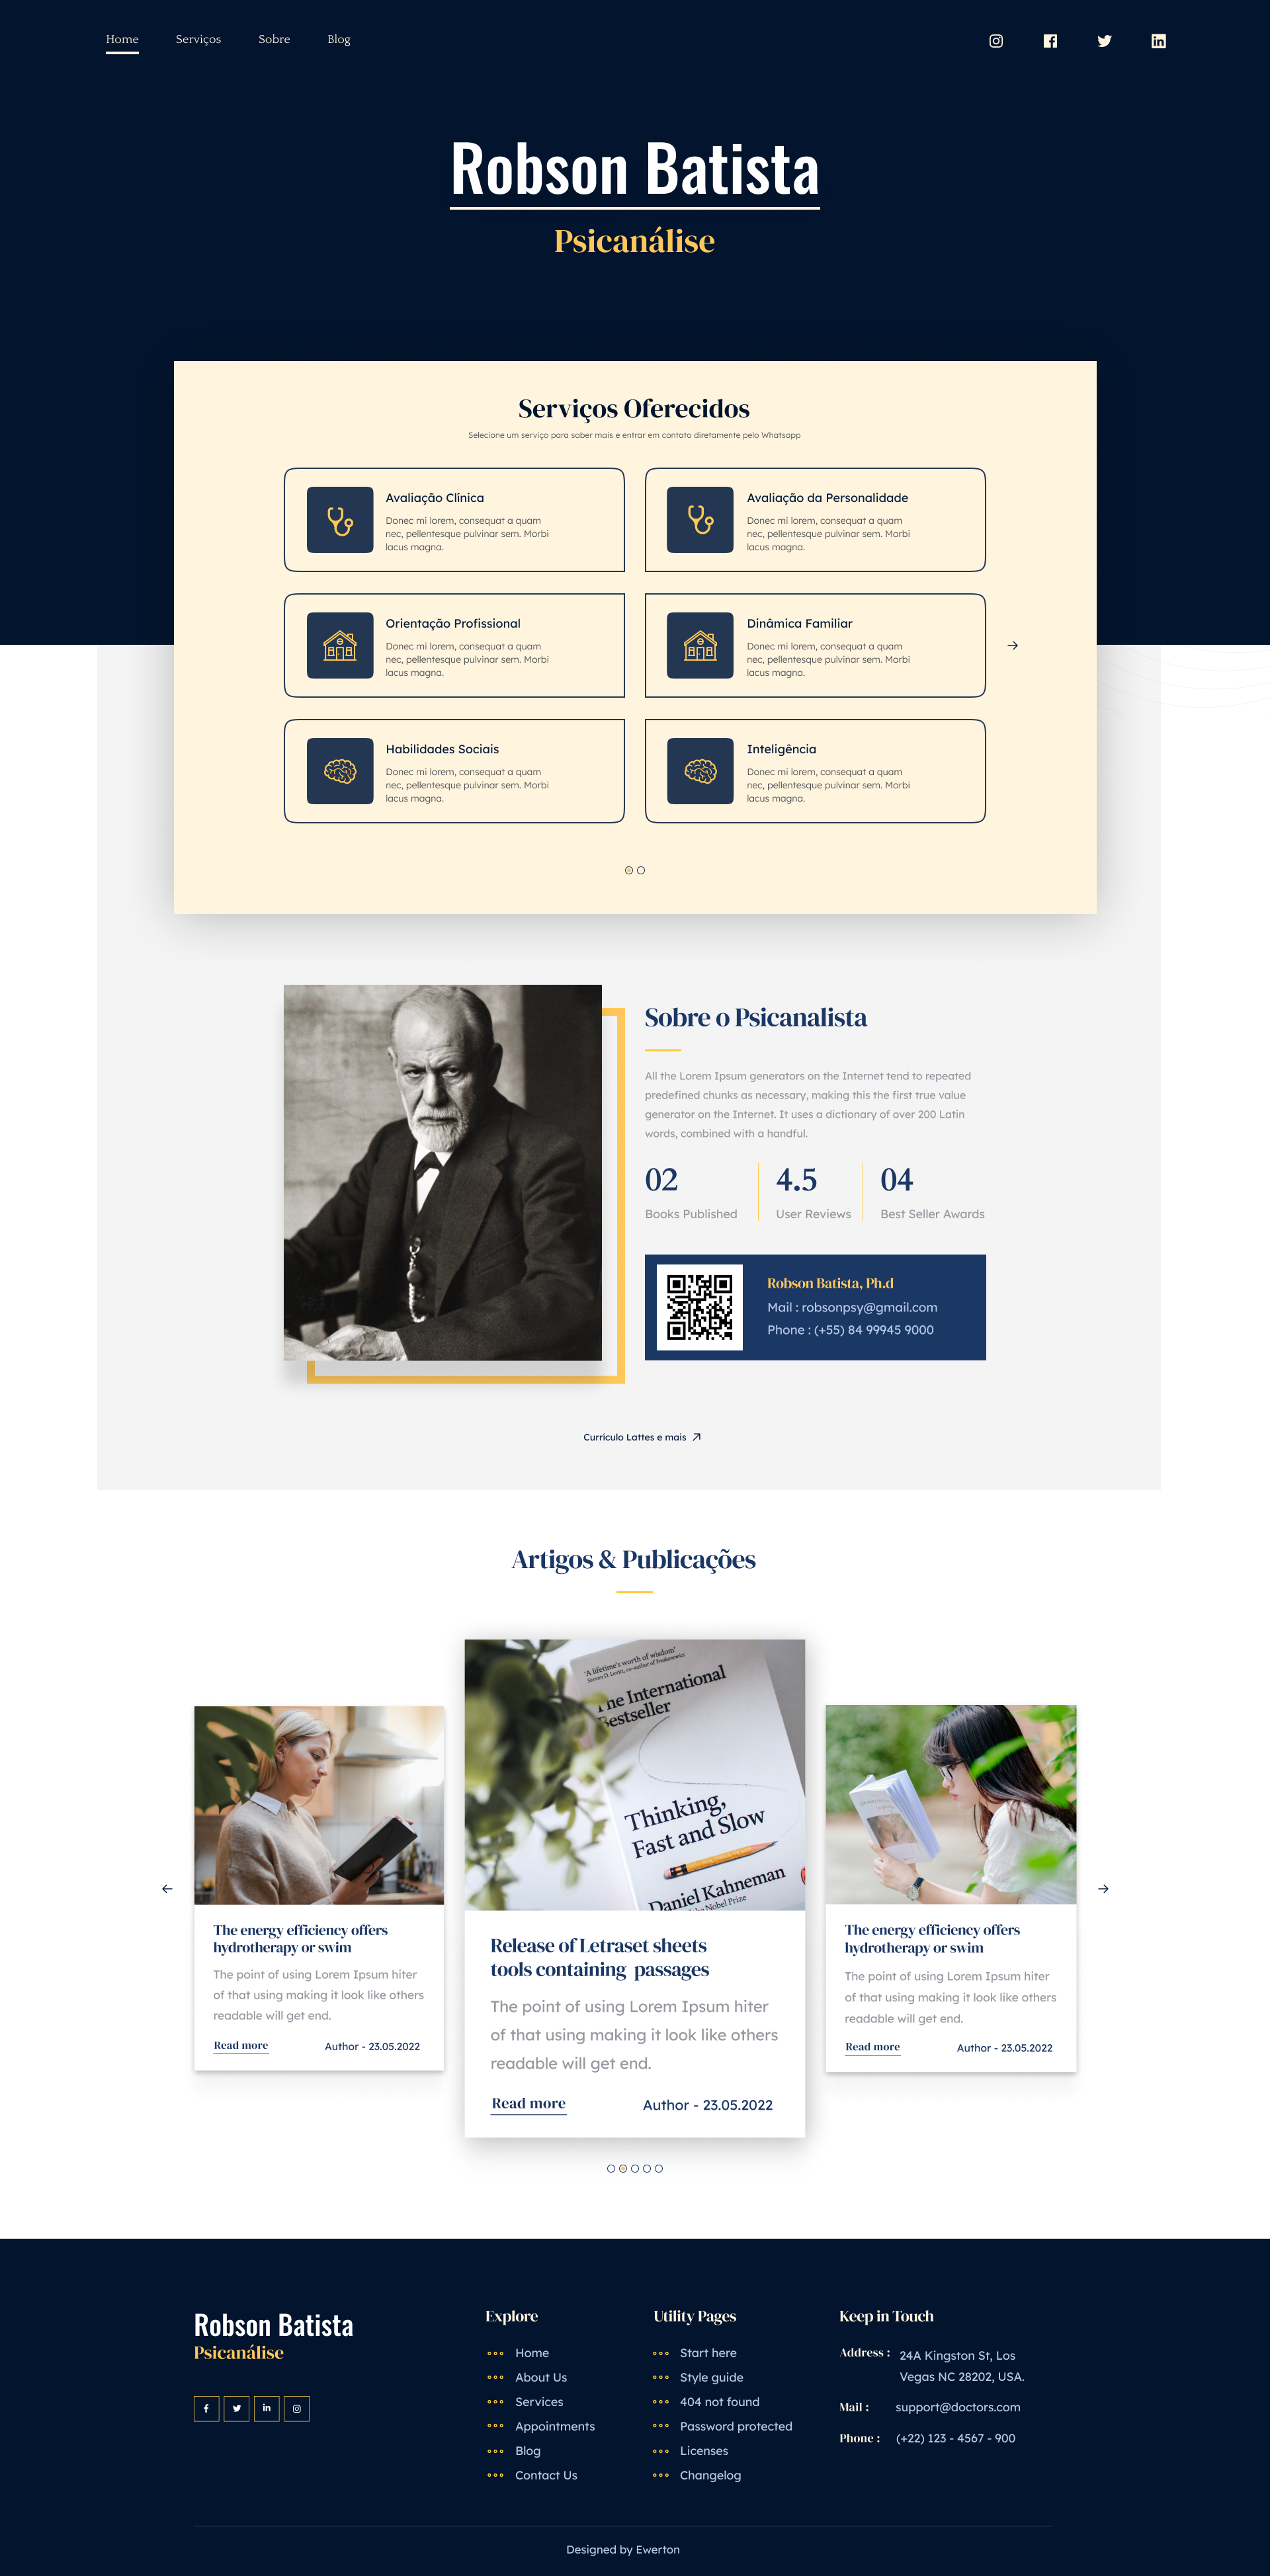 Home Serviços Sobre Blog
Robson Batista
Psicanálise
Serviços Oferecidos
Selecione um serviço para saber mais e entrar em contato diretamente pelo Whatsapp
Avaliação Clínica
Donec mi lorem, consequat a quam
nec, pellentesque pulvinar sem. Morbi
lacus magna.
Avaliação da Personalidade
Donec mi lorem, consequat a quam
nec, pellentesque pulvinar sem. Morbi
lacus magna.
Orientação Profissional
Donec mi lorem, consequat a quam
nec, pellentesque pulvinar sem. Morbi
lacus magna.
Dinâmica Familiar
Donec mi lorem, consequat a quam
nec, pellentesque pulvinar sem. Morbi
lacus magna.
Habilidades Sociais
Donec mi lorem, consequat a quam
nec, pellentesque pulvinar sem. Morbi
lacus magna.
Inteligência
Donec mi lorem, consequat a quam
nec, pellentesque pulvinar sem. Morbi
lacus magna.
Sobre o Psicanalista
All the Lorem Ipsum generators on the Internet tend to repeated
predefined chunks as necessary, making this the first true value
generator on the Internet. It uses a dictionary of over 200 Latin
words, combined with a handful.
02
Books Published
4.5
User Reviews
04
Best Seller Awards
Robson Batista, Ph.d
Mail : robsonpsy@gmail.com
Phone : (+55) 84 99945 9000
Currículo Lattes e mais
Artigos & Publicações
The energy efficiency offers
hydrotherapy or swim
The point of using Lorem Ipsum hiter
of that using making it look like others
readable will get end.
Read more Author - 23.05.2022
'A lifetime's worth of wisdom'
Steven D. Levitt, co-author of Freakonomics
The International
Bestseller
Thinking,
Fast and Slow
Daniel Kahneman
Nobel Prize
Release of Letraset sheets
tools containing passages
The point of using Lorem Ipsum hiter
of that using making it look like others
readable will get end.
Read more Author - 23.05.2022
The energy efficiency offers
hydrotherapy or swim
The point of using Lorem Ipsum hiter
of that using making it look like others
readable will get end.
Read more Author - 23.05.2022
Robson Batista
Psicanálise
Explore
Home
About Us
Services
Appointments
Blog
Contact Us
Utility Pages
Start here
Style guide
404 not found
Password protected
Licenses
Changelog
Keep in Touch
Address : 24A Kingston St, Los
Vegas NC 28202, USA.
Mail : support@doctors.com
Phone : (+22) 123 - 4567 - 900
Designed by Ewerton